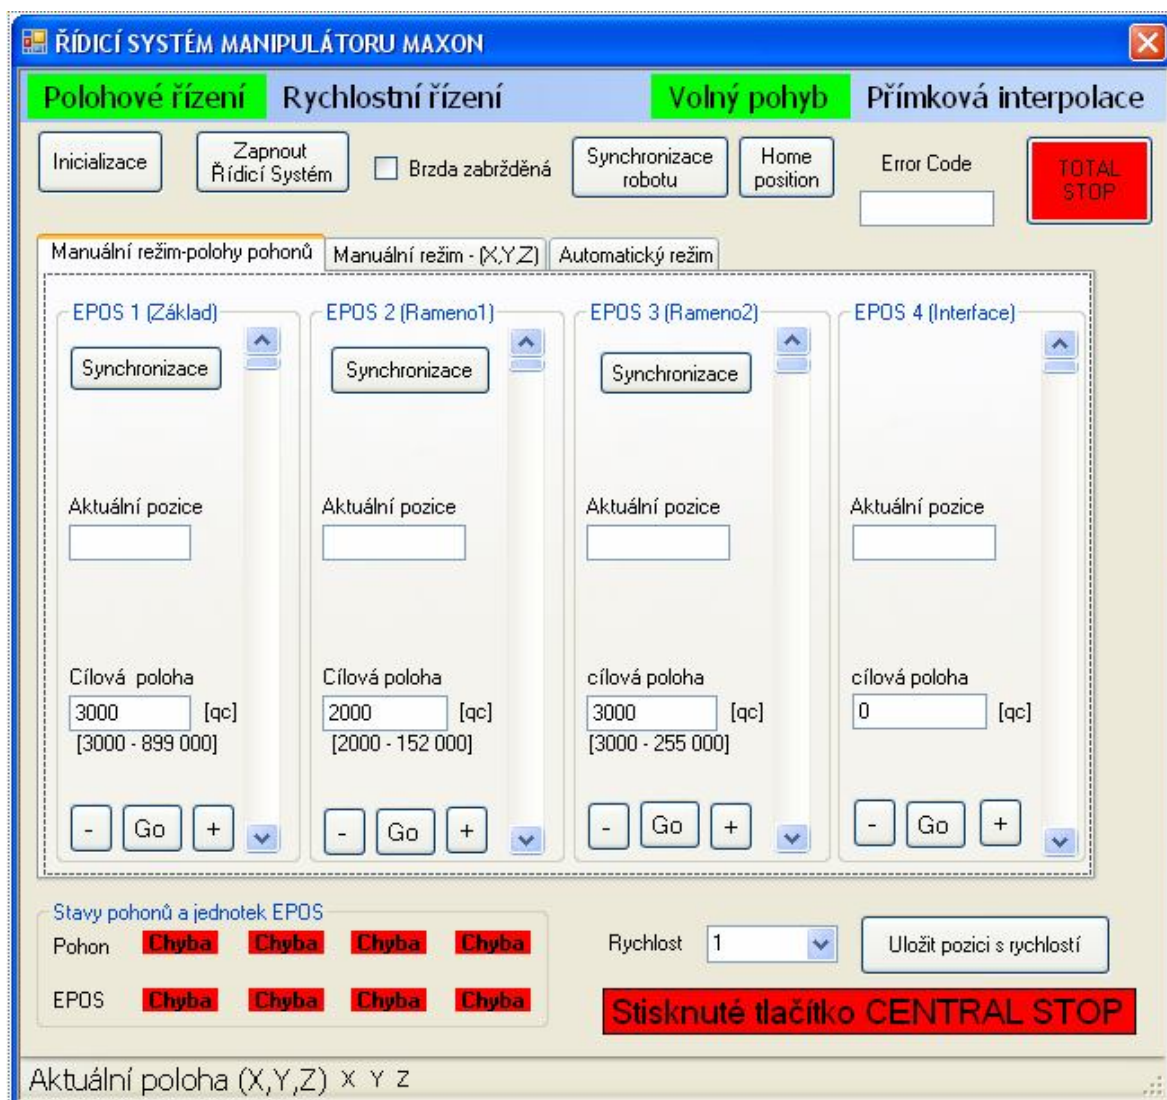 ŘÍDICÍ SYSTÉM MANIPULÁTORU MAXON
Polohové řízení Rychlostní řízení Volný pohyb Přímková interpolace
Inicializace
Zapnout
Řídicí Systém
Brzda zabržděná
Synchronizace
robotu
Home
position
Error Code
TOTAL
STOP
Manuální režim-polohy pohonů Manuální režim - (X,Y,Z) Automatický režim
EPOS 1 (Základ) EPOS 2 (Rameno1) EPOS 3 (Rameno2) EPOS 4 (Interface)
Synchronizace Synchronizace Synchronizace
Aktuální pozice Aktuální pozice Aktuální pozice Aktuální pozice
Cílová poloha Cílová poloha cílová poloha cílová poloha
3000 [qc] 2000 [qc] 3000 [qc] 0 [qc]
[3000 - 899 000] [2000 - 152 000] [3000 - 255 000]
- Go + - Go + - Go + - Go +
Stavy pohonů a jednotek EPOS
Pohon Chyba Chyba Chyba Chyba
EPOS Chyba Chyba Chyba Chyba
Rychlost 1 Uložit pozici s rychlostí
Stisknuté tlačítko CENTRAL STOP
Aktuální poloha (X,Y,Z) X Y Z